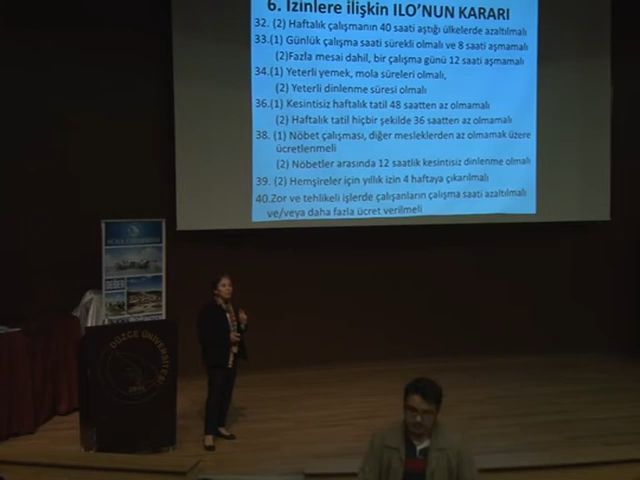 6. İzinlere ilişkin ILO'NUN KARARI
32. (2) Haftalık çalışmanın 40 saati aştığı ülkelerde azaltılmalı
33.(1) Günlük çalışma saati sürekli olmalı ve 8 saati aşmamalı
(2)Fazla mesai dahil, bir çalışma günü 12 saati aşmamalı
34.(1) Yeterli yemek, mola süreleri olmalı,
(2) Yeterli dinlenme süresi olmalı
36.(1) Kesintisiz haftalık tatil 48 saatten az olmamalı
(2) Haftalık tatil hiçbir şekilde 36 saatten az olmamalı
38. (1) Nöbet çalışması, diğer mesleklerden az olmamak üzere
ücretlenmeli
(2) Nöbetler arasında 12 saatlik kesintisiz dinlenme olmalı
39. (2) Hemşireler için yıllık izin 4 haftaya çıkarılmalı
40.Zor ve tehlikeli işlerde çalışanların çalışma saati azaltılmalı
ve/veya daha fazla ücret verilmeli
DÜZCE ÜNİVERSİTESİ